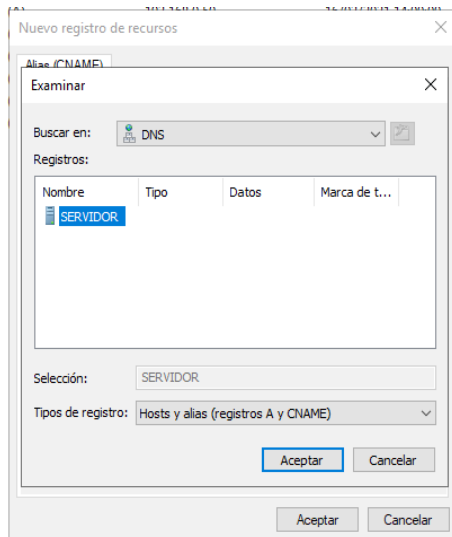 Nuevo registro de recursos
Alias (CNAME)
Examinar
Buscar en: DNS
Registros:
Nombre Tipo Datos Marca de t...
SERVIDOR
Selección: SERVIDOR
Tipos de registro: Hosts y alias (registros A y CNAME)
Aceptar Cancelar
Aceptar Cancelar